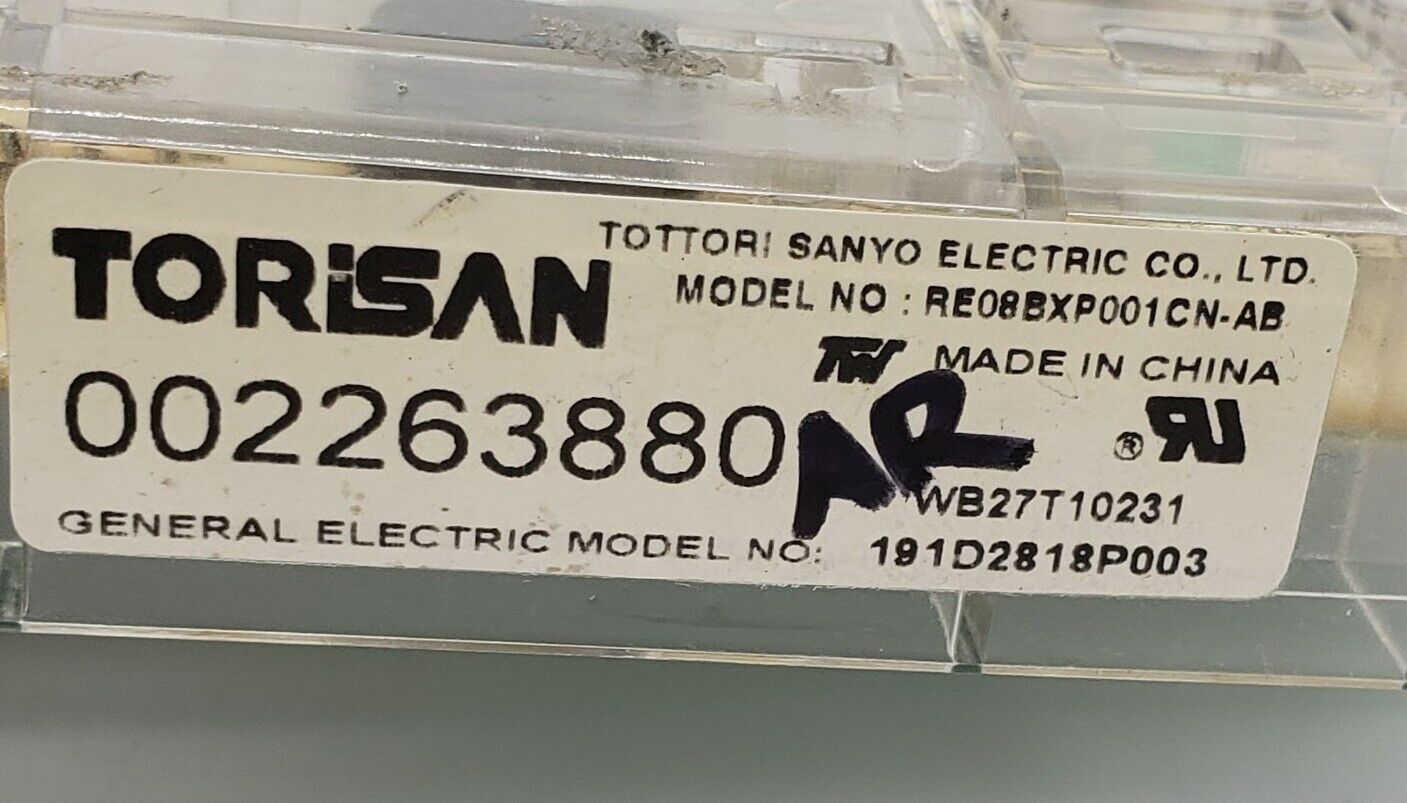 TORiSAN
TOTTORI SANYO ELECTRIC CO., LTD.
MODEL NO : RE08BXP001CN-AB
MADE IN CHINA
002263880
AR
®
WB27T10231
GENERAL ELECTRIC MODEL NO: 191D2818P003